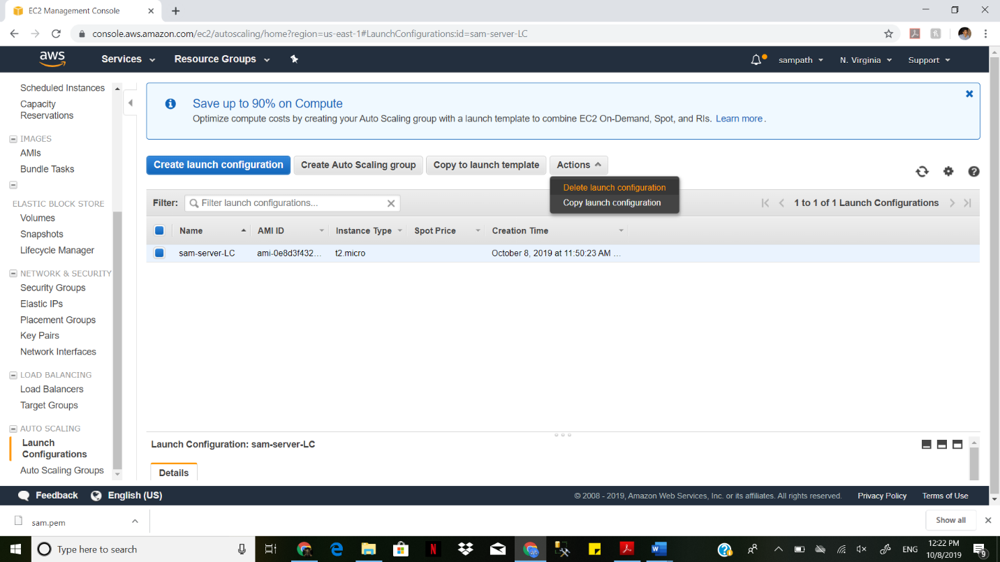 EC2 Management Console
console.aws.amazon.com/ec2/autoscaling/home?region=us-east-1#LaunchConfigurations:id=sam-server-LC
aws
Services
Resource Groups
sampath
N. Virginia
Support
Scheduled Instances
Capacity
Reservations
IMAGES
AMIs
Bundle Tasks
ELASTIC BLOCK STORE
Volumes
Snapshots
Lifecycle Manager
NETWORK & SECURITY
Security Groups
Elastic IPs
Placement Groups
Key Pairs
Network Interfaces
LOAD BALANCING
Load Balancers
Target Groups
AUTO SCALING
Launch
Configurations
Auto Scaling Groups
Save up to 90% on Compute
Optimize compute costs by creating your Auto Scaling group with a launch template to combine EC2 On-Demand, Spot, and RIs. Learn more.
Create launch configuration
Create Auto Scaling group
Copy to launch template
Actions
Delete launch configuration
Copy launch configuration
Filter:
Filter launch configurations...
1 to 1 of 1 Launch Configurations
Name
AMI ID
Instance Type
Spot Price
Creation Time
sam-server-LC
ami-0e8d3f432...
t2.micro
October 8, 2019 at 11:50:23 AM ...
Launch Configuration: sam-server-LC
Details
Feedback
English (US)
© 2008 - 2019, Amazon Web Services, Inc. or its affiliates. All rights reserved.
Privacy Policy
Terms of Use
sam.pem
Show all
Type here to search
ENG
12:22 PM
10/8/2019
9